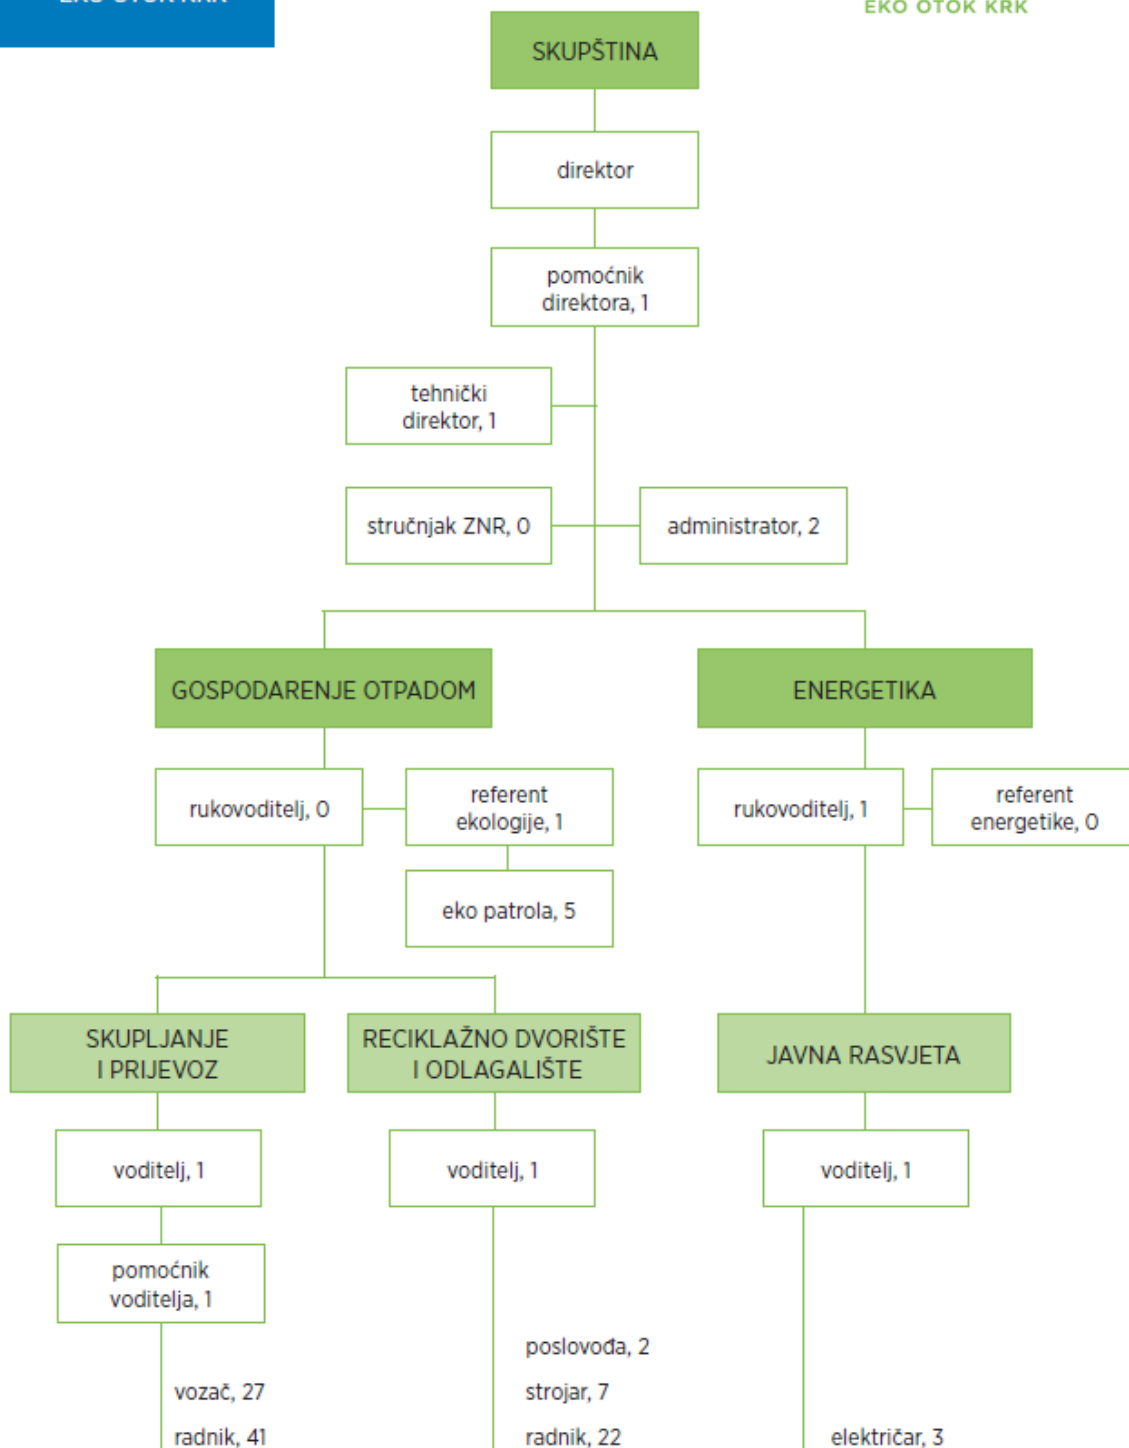 EKO OTOK KRK
EKO OTOK KRK
SKUPŠTINA
direktor
pomoćnik
direktora, 1
tehnički
direktor, 1
stručnjak ZNR, 0
administrator, 2
GOSPODARENJE OTPADOM
ENERGETIKA
rukovoditelj, 0
referent
ekologije, 1
rukovoditelj, 1
referent
energetike, 0
eko patrola, 5
SKUPLJANJE
I PRIJEVOZ
RECIKLAŽNO DVORIŠTE
I ODLAGALIŠTE
JAVNA RASVJETA
voditelj, 1
voditelj, 1
voditelj, 1
pomoćnik
voditelja, 1
poslovođa, 2
vozač, 27
strojar, 7
radnik, 41
radnik, 22
električar, 3